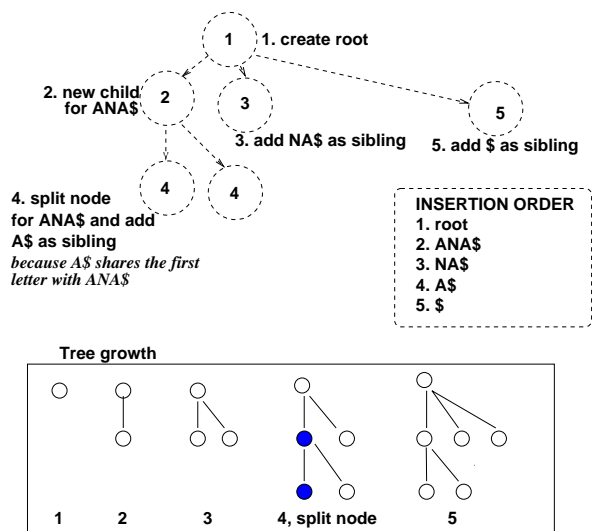 1
1. create root
2. new child
for ANA$
2
3
5
3. add NA$ as sibling
5. add $ as sibling
4
4
4. split node
for ANA$ and add
A$ as sibling
because A$ shares the first
letter with ANA$
INSERTION ORDER
1. root
2. ANA$
3. NA$
4. A$
5. $
Tree growth
1 2 3 4, split node 5